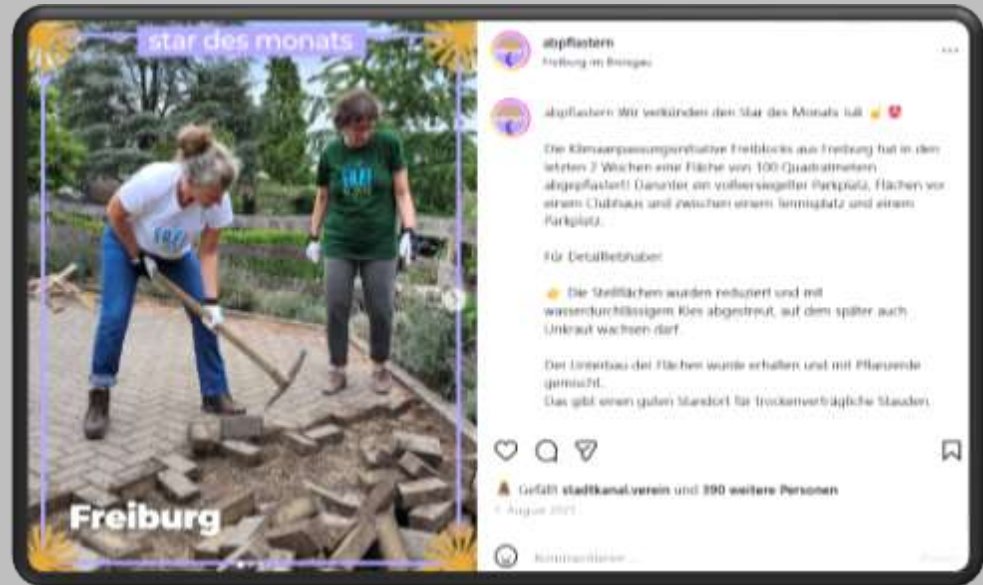 star des monats
Freiburg
abpflastern
Freiburg im Breisgau
abpflastern Wir verkünden den Star des Monats Juli
Die Klimaanpassungsinitiative Freiblocks aus Freiburg hat in den
letzten 2 Wochen eine Fläche von 100 Quadratmetern
abgepflastert! Darunter ein vollversiegelter Parkplatz, Flächen vor
einem Clubhaus und zwischen einem Tennisplatz und einem
Parkplatz.
Für Detailliebhaber
👉 Die Stellflächen wurden reduziert und mit
wasserdurchlässigem Kies abgestreut, auf dem später auch
Unkraut wachsen darf.
Der Unterbau der Flächen wurde erhalten und mit Pflanzerde
gemischt.
Das gibt einen guten Standort für trockenverträgliche Stauden.
Gefällt stadtkanal.verein und 390 weitere Personen
August
Kommentieren ...